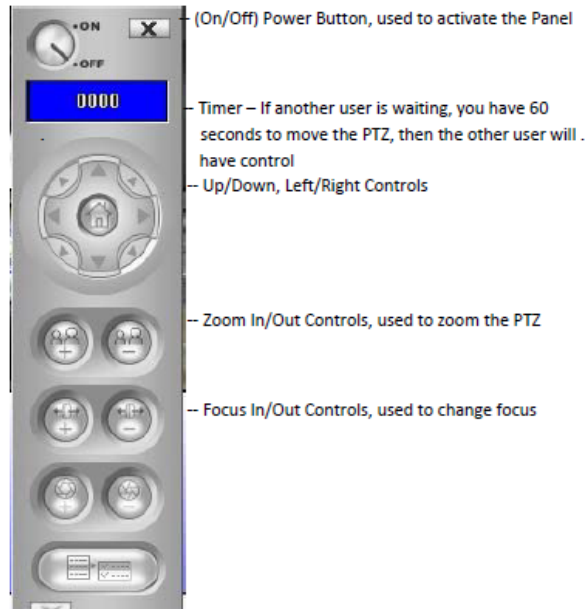 •ON
X
(On/Off) Power Button, used to activate the Panel
•OFF
0000
Timer – If another user is waiting, you have 60
seconds to move the PTZ, then the other user will .
have control
-- Up/Down, Left/Right Controls
-- Zoom In/Out Controls, used to zoom the PTZ
+ −
-- Focus In/Out Controls, used to change focus
+ −
+ −